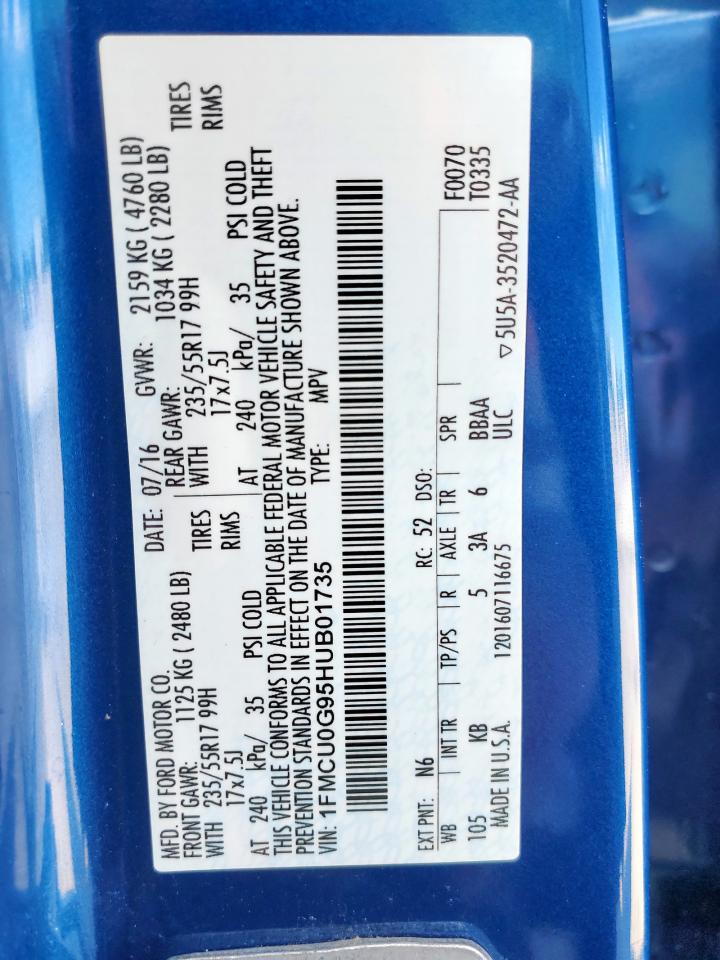 MFD. BY FORD MOTOR CO.
DATE: 07/16 GVWR: 2159 KG ( 4760 LB)
FRONT GAWR: 1125 KG ( 2480 LB) REAR GAWR: 1034 KG ( 2280 LB)
WITH 235/55R17 99H TIRES WITH 235/55R17 99H TIRES
17x7.5J RIMS 17x7.5J RIMS
AT 240 kPa/ 35 PSI COLD AT 240 kPa/ 35 PSI COLD
THIS VEHICLE CONFORMS TO ALL APPLICABLE FEDERAL MOTOR VEHICLE SAFETY AND THEFT
PREVENTION STANDARDS IN EFFECT ON THE DATE OF MANUFACTURE SHOWN ABOVE.
VIN: 1FMCU0G95HUB01735 TYPE: MPV
EXT PNT: N6 RC: 52 DSO:
WB INT TR TP/PS R AXLE TR SPR F0070
105 KB 5 3A 6 BBAA T0335
MADE IN U.S.A. 1201607116675 ULC ▽5U5A-3520472-AA